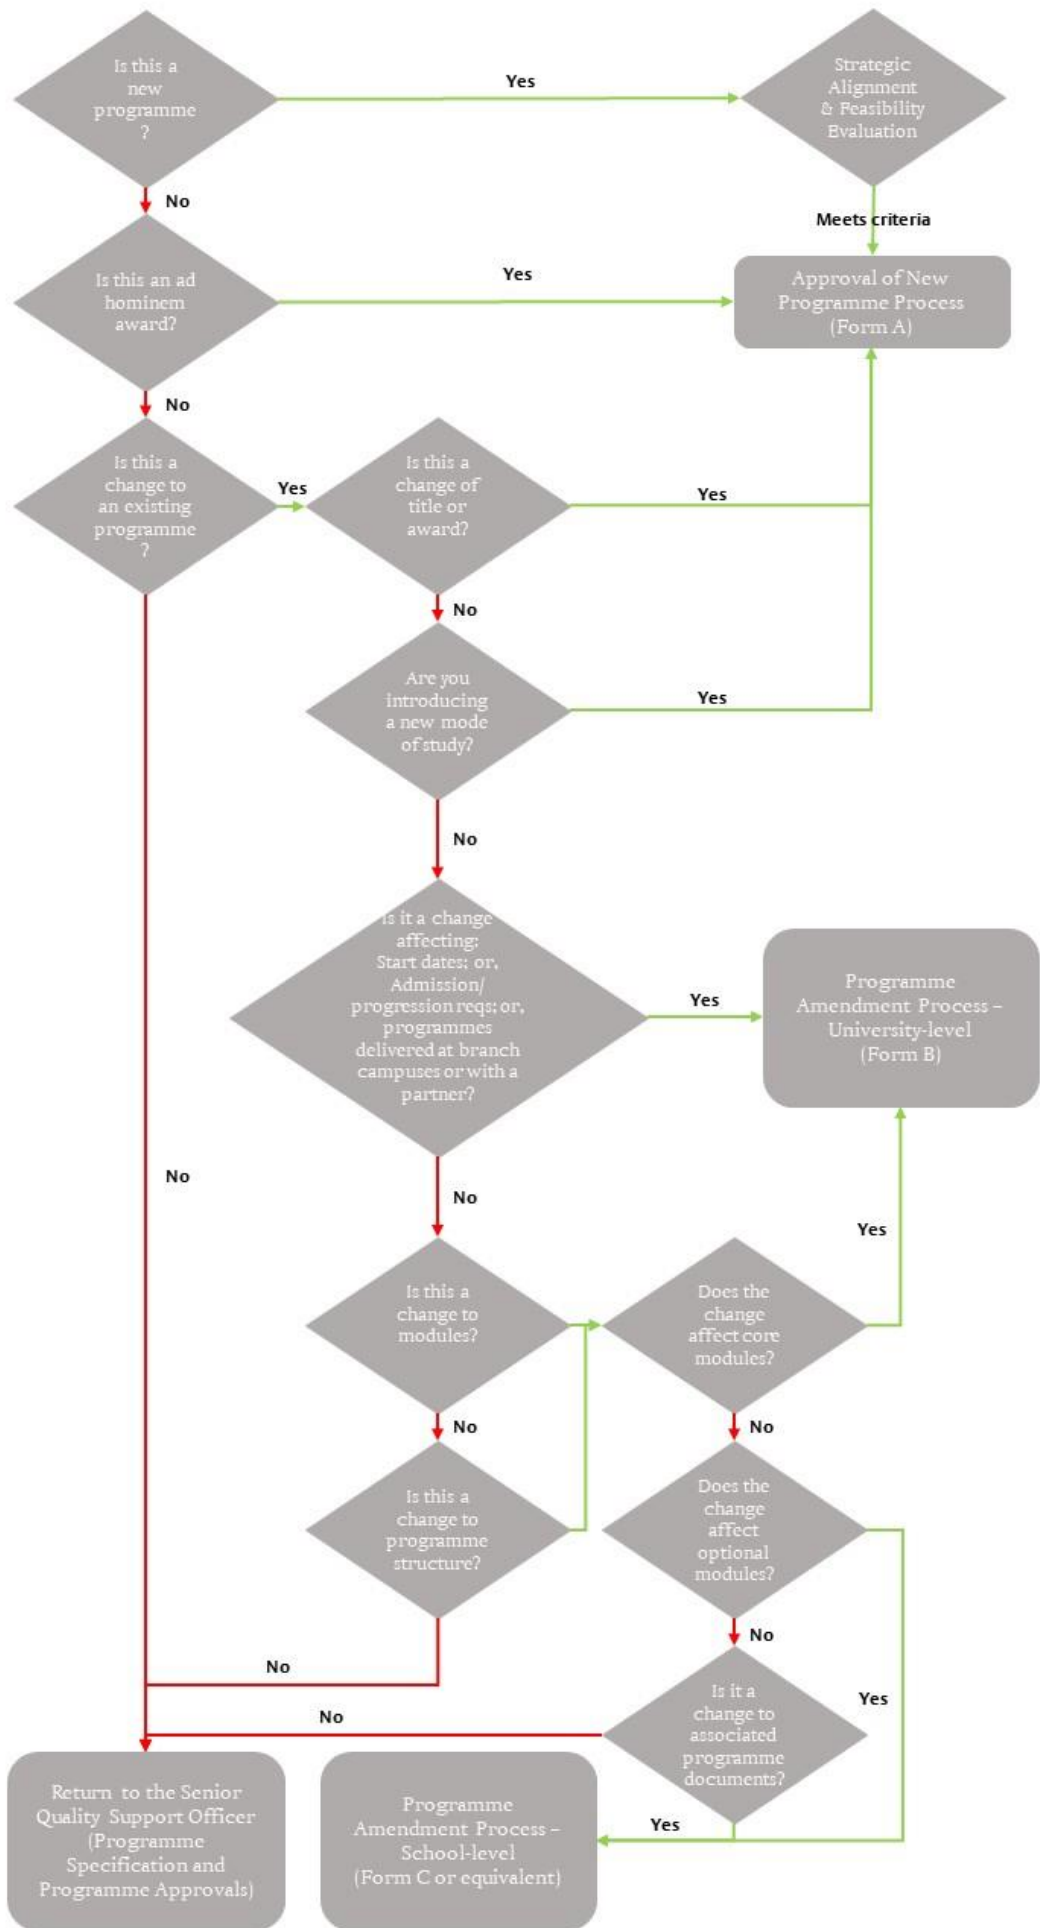 Is this a
new
programme
?
Yes
Strategic
Alignment
& Feasibility
Evaluation
No
Meets criteria
Is this an ad
hominem
award?
Yes
Approval of New
Programme Process
(Form A)
No
Is this a
change to
an existing
programme
?
Yes
Is this a
change of
title or
award?
Yes
No
Are you
introducing
a new mode
of study?
Yes
No
Is it a change
affecting:
Start dates; or,
Admission/
progression reqs; or,
programmes
delivered at branch
campuses or with a
partner?
Yes
Programme
Amendment Process –
University-level
(Form B)
No
No
Yes
Is this a
change to
modules?
Does the
change
affect core
modules?
No
No
Is this a
change to
programme
structure?
Does the
change
affect
optional
modules?
No
No
Yes
No
Is it a
change to
associated
programme
documents?
Return to the Senior
Quality Support Officer
(Programme
Specification and
Programme Approvals)
Programme
Amendment Process –
School-level
(Form C or equivalent)
Yes